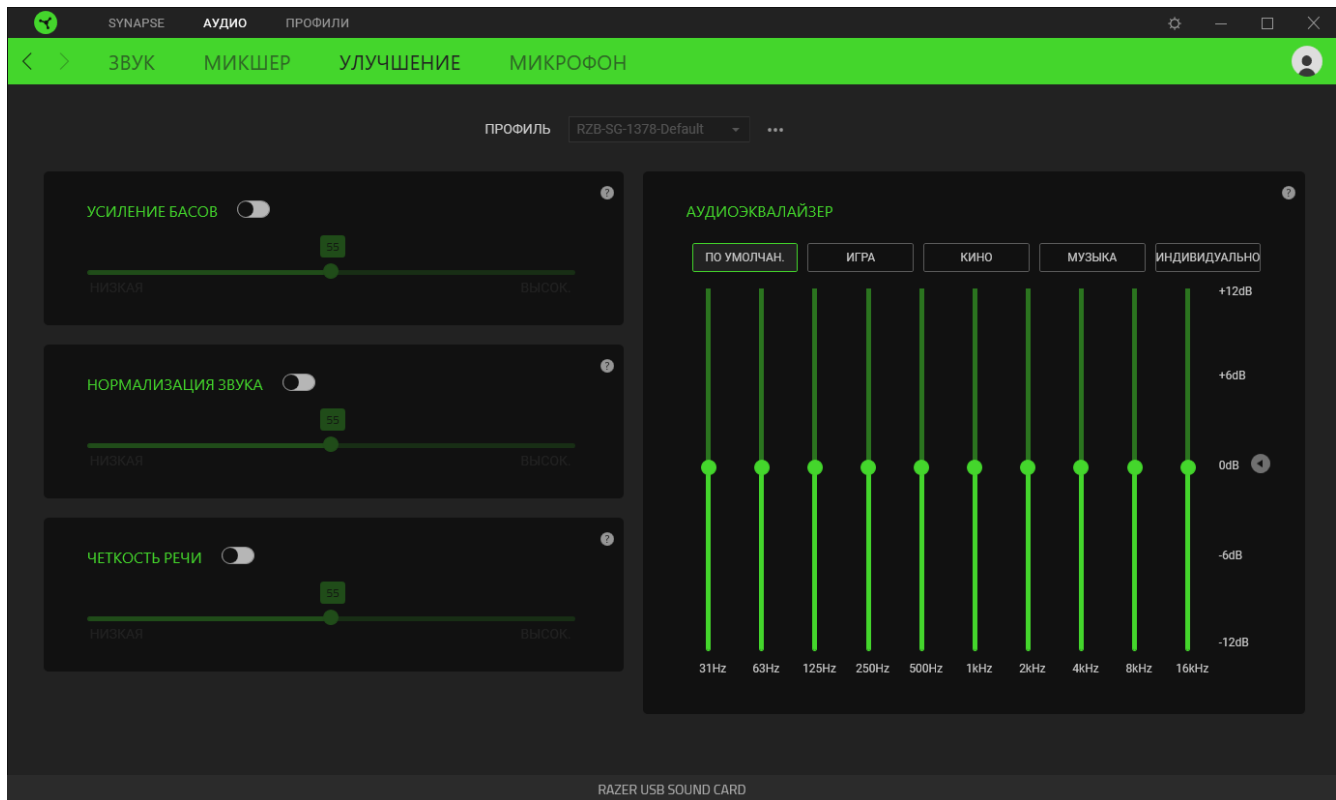 SYNAPSE АУДИО ПРОФИЛИ
ЗВУК МИКШЕР УЛУЧШЕНИЕ МИКРОФОН
ПРОФИЛЬ RZB-SG-1378-Default
УСИЛЕНИЕ БАСОВ
55
НИЗКАЯ ВЫСОК.
НОРМАЛИЗАЦИЯ ЗВУКА
55
НИЗКАЯ ВЫСОК.
ЧЕТКОСТЬ РЕЧИ
55
НИЗКАЯ ВЫСОК.
АУДИОЭКВАЛАЙЗЕР
ПО УМОЛЧАН. ИГРА КИНО МУЗЫКА ИНДИВИДУАЛЬНО
+12dB
+6dB
0dB
-6dB
-12dB
31Hz 63Hz 125Hz 250Hz 500Hz 1kHz 2kHz 4kHz 8kHz 16kHz
RAZER USB SOUND CARD